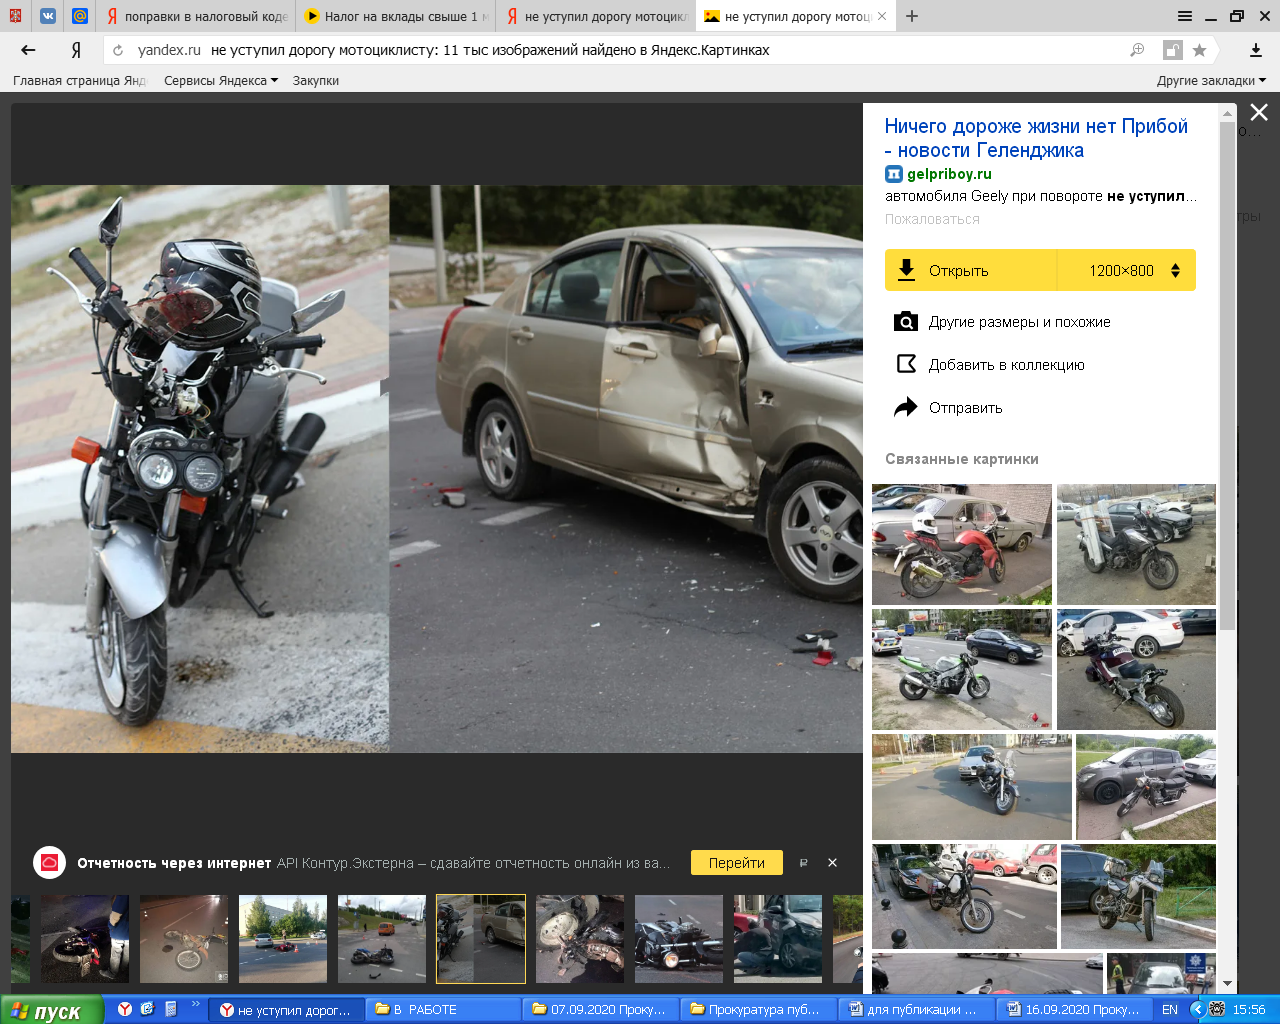 поправки в налоговый коде
Налог на вклады свыше 1 м
не уступил дорогу мотоцикл
не уступил дорогу мотоц
yandex.ru не уступил дорогу мотоциклисту: 11 тыс изображений найдено в Яндекс.Картинках
Главная страница Янд
Сервисы Яндекса
Закупки
Другие закладки
Ничего дороже жизни нет Прибой
- новости Геленджика
gelpriboy.ru
автомобиля Geely при повороте не уступил...
Пожаловаться
Открыть
1200×800
Другие размеры и похожие
Добавить в коллекцию
Отправить
Связанные картинки
Отчетность через интернет API Контур.Экстерна – сдавайте отчетность онлайн из ва...
Перейти
пуск
не уступил дорог...
В РАБОТЕ
07.09.2020 Проку...
Прокуратура пуб...
для публикации ...
16.09.2020 Проку...
EN
15:56